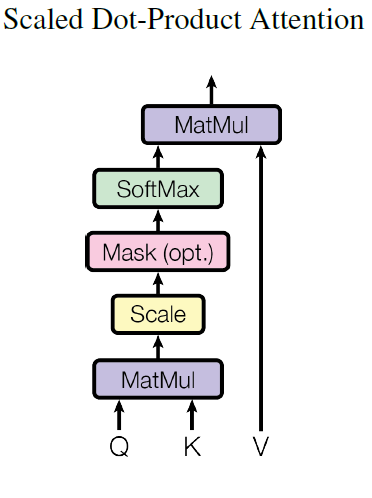 Scaled Dot-Product Attention
MatMul
SoftMax
Mask (opt.)
Scale
MatMul
Q K V